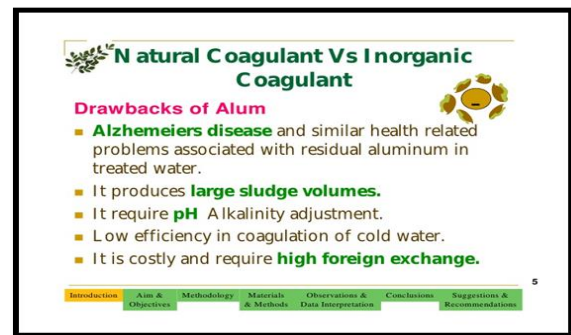 Natural Coagulant Vs Inorganic
Coagulant
Drawbacks of Alum
Alzhemeiers disease and similar health related
problems associated with residual aluminum in
treated water.
It produces large sludge volumes.
It require pH Alkalinity adjustment.
Low efficiency in coagulation of cold water.
It is costly and require high foreign exchange.
5
Introduction Aim & Methodology Materials Observations & Conclusions Suggestions &
Objectives & Methods Data Interpretation Recommendations